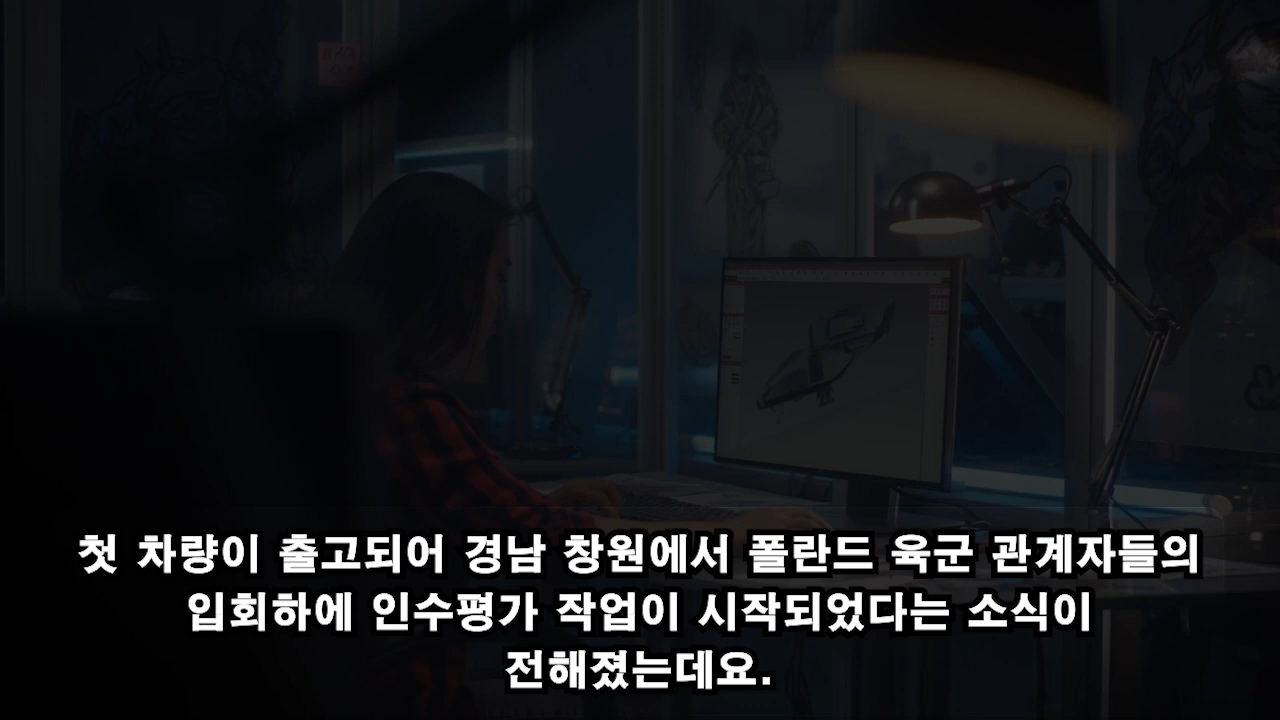 첫 차량이 출고되어 경남 창원에서 폴란드 육군 관계자들의
입회하에 인수평가 작업이 시작되었다는 소식이
전해졌는데요.